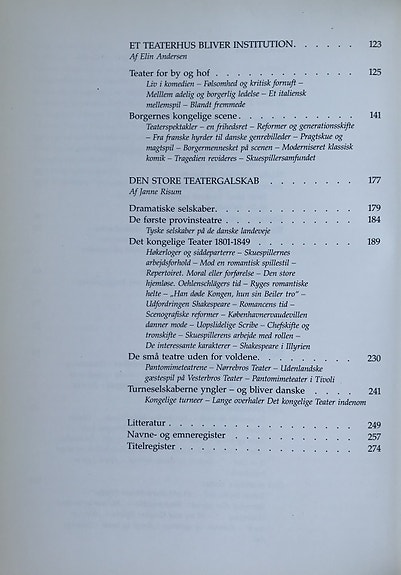 ET TEATERHUS BLIVER INSTITUTION. . . . . . 123
Af Elin Andersen
Teater for by og hof . . . . . . . . . . . . 125
Liv i komedien – Følsomhed og kritisk fornuft –
Melllem adelig og borgerlig ledelse – Et italiensk
mellemspil – Blandt fremmede
Borgernes kongelige scene . . . . . . . . . . 141
Teaterspektakler – en frihedsret – Reformer og generationsskifte
– Fra franske hyrder til danske genrebilleder – Pragtskue og
magtspil – Borgermennesket på scenen – Moderniseret klassisk
komik – Tragedien revideres – Skuespillersamfundet
DEN STORE TEATERGALSKAB . . . . . . . . 177
Af Janne Risum
Dramatiske selskaber. . . . . . . . . . . . 179
De første provinsteatre . . . . . . . . . . . 184
Tyske selskaber på de danske landeveje
Det kongelige Teater 1801-1849 . . . . . . . . 189
Høkerloger og siddeparterre – Skuespillernes
arbejdsforhold – Mod en romantisk spillestil –
Repertoiret. Moral eller forførelse – Den store
hjemløse. Oehlenschlägers tid – Ryges romantiske
helte – „Han døde Kongen, hun sin Beiler tro" –
Udfordringen Shakespeare – Romancens tid –
Scenografiske reformer – Københavnervaudevillen
danner mode – Uopslidelige Scribe – Chefskifte og
tronskifte – Skuespillerens arbejde med rollen –
De interessante karakterer – Shakespeare i Illyrien
De små teatre uden for voldene. . . . . . . . . 230
Pantomimeteatrene – Nørrebros Teater – Udenlandske
gæstespil på Vesterbros Teater – Pantomimeteater i Tivoli
Turneselskaberne yngler – og bliver danske . . . . 241
Kongelige turneer – Lange overhaler Det kongelige Teater indenom
Litteratur . . . . . . . . . . . . . . . 249
Navne- og emneregister . . . . . . . . . . 257
Titelregister . . . . . . . . . . . . . . 274